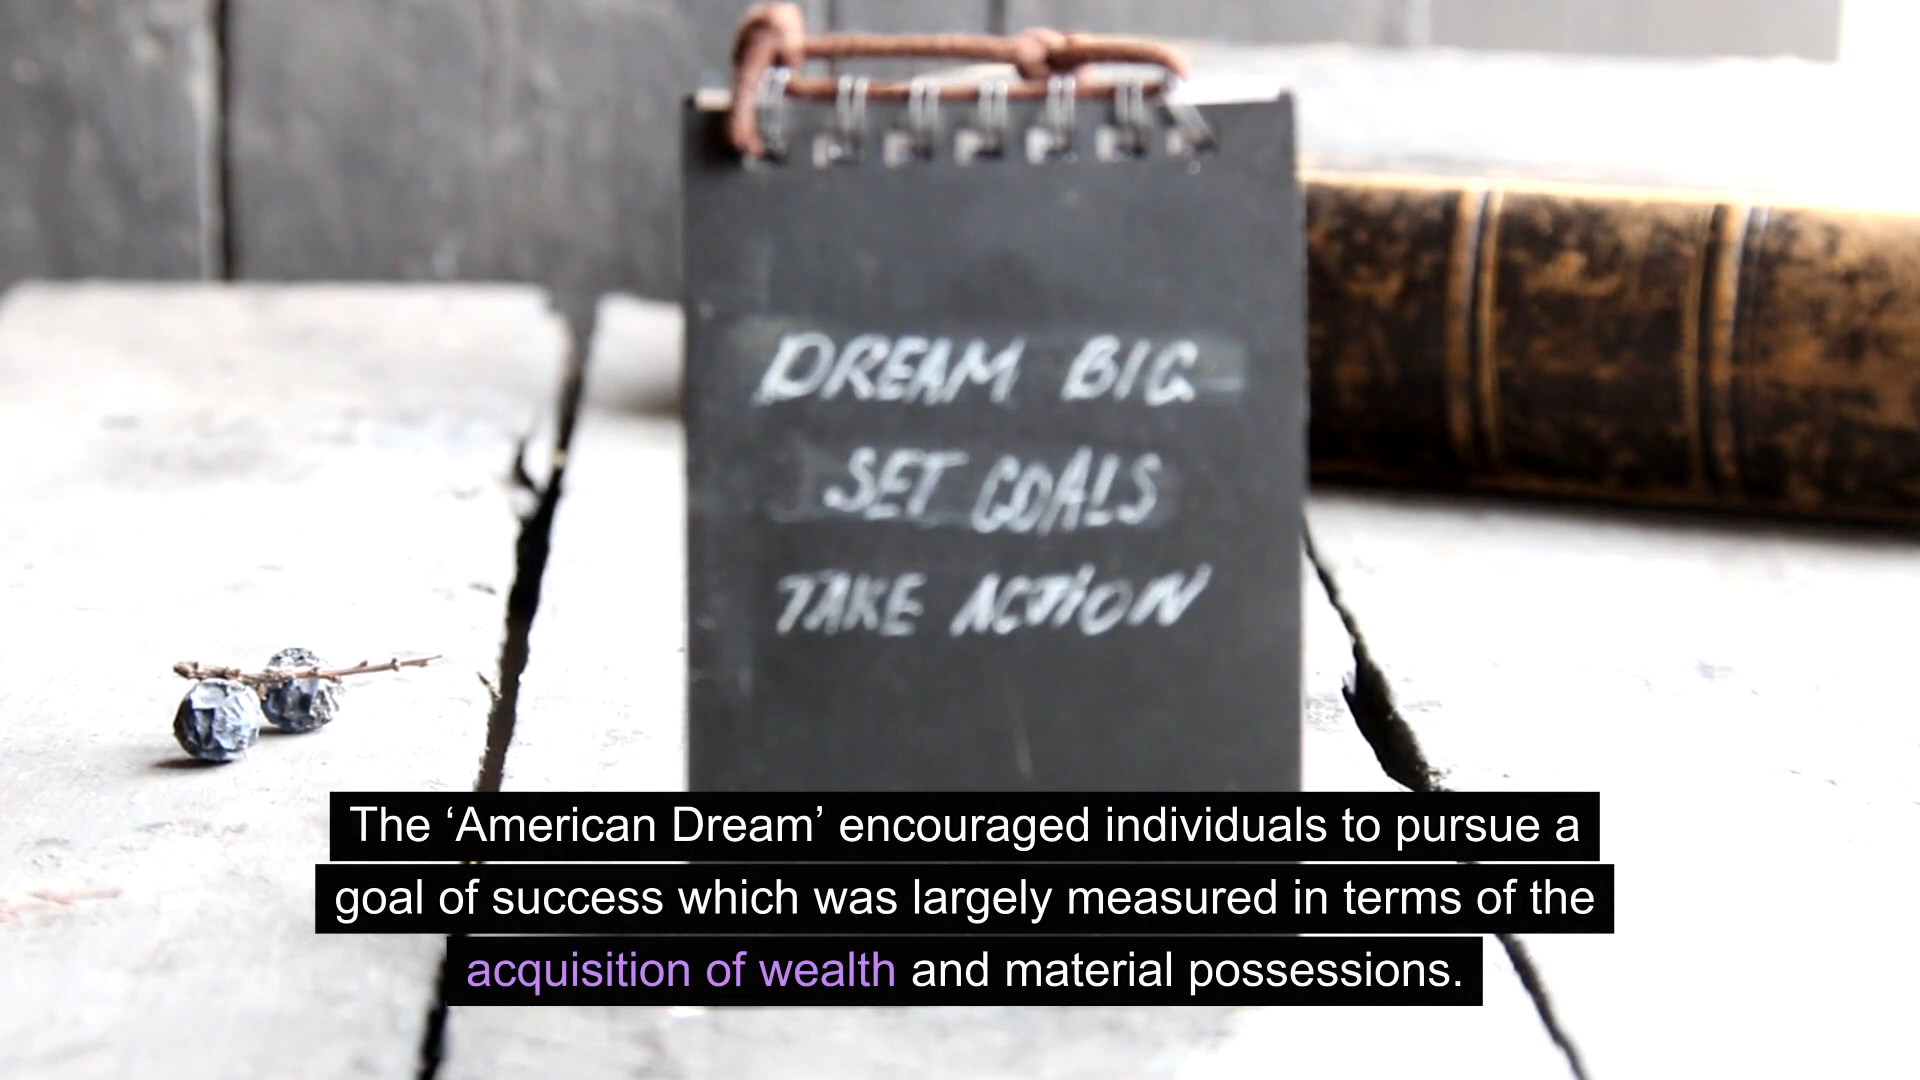 DREAM BIG
SET GOALS
TAKE ACTION
The ‘American Dream’ encouraged individuals to pursue a
goal of success which was largely measured in terms of the
acquisition of wealth and material possessions.